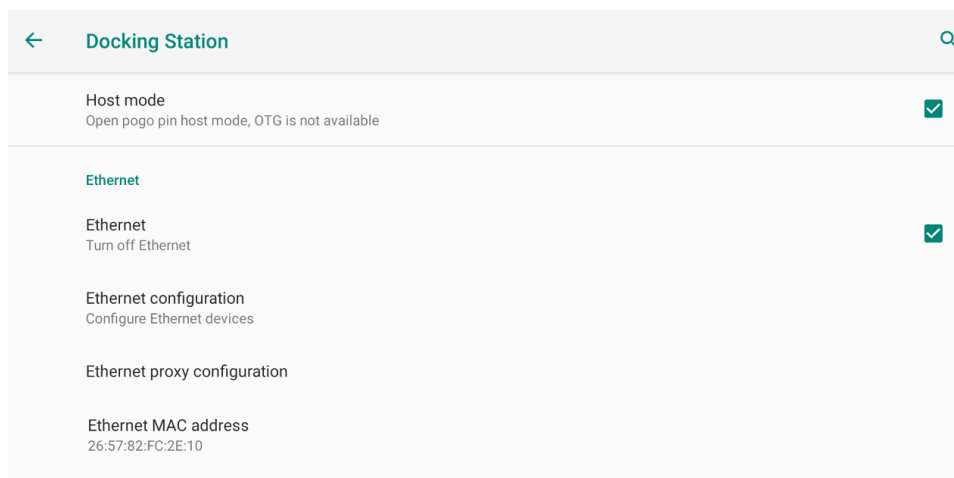 Docking Station
Host mode
Open pogo pin host mode, OTG is not available
Ethernet
Ethernet
Turn off Ethernet
Ethernet configuration
Configure Ethernet devices
Ethernet proxy configuration
Ethernet MAC address
26:57:82:FC:2E:10